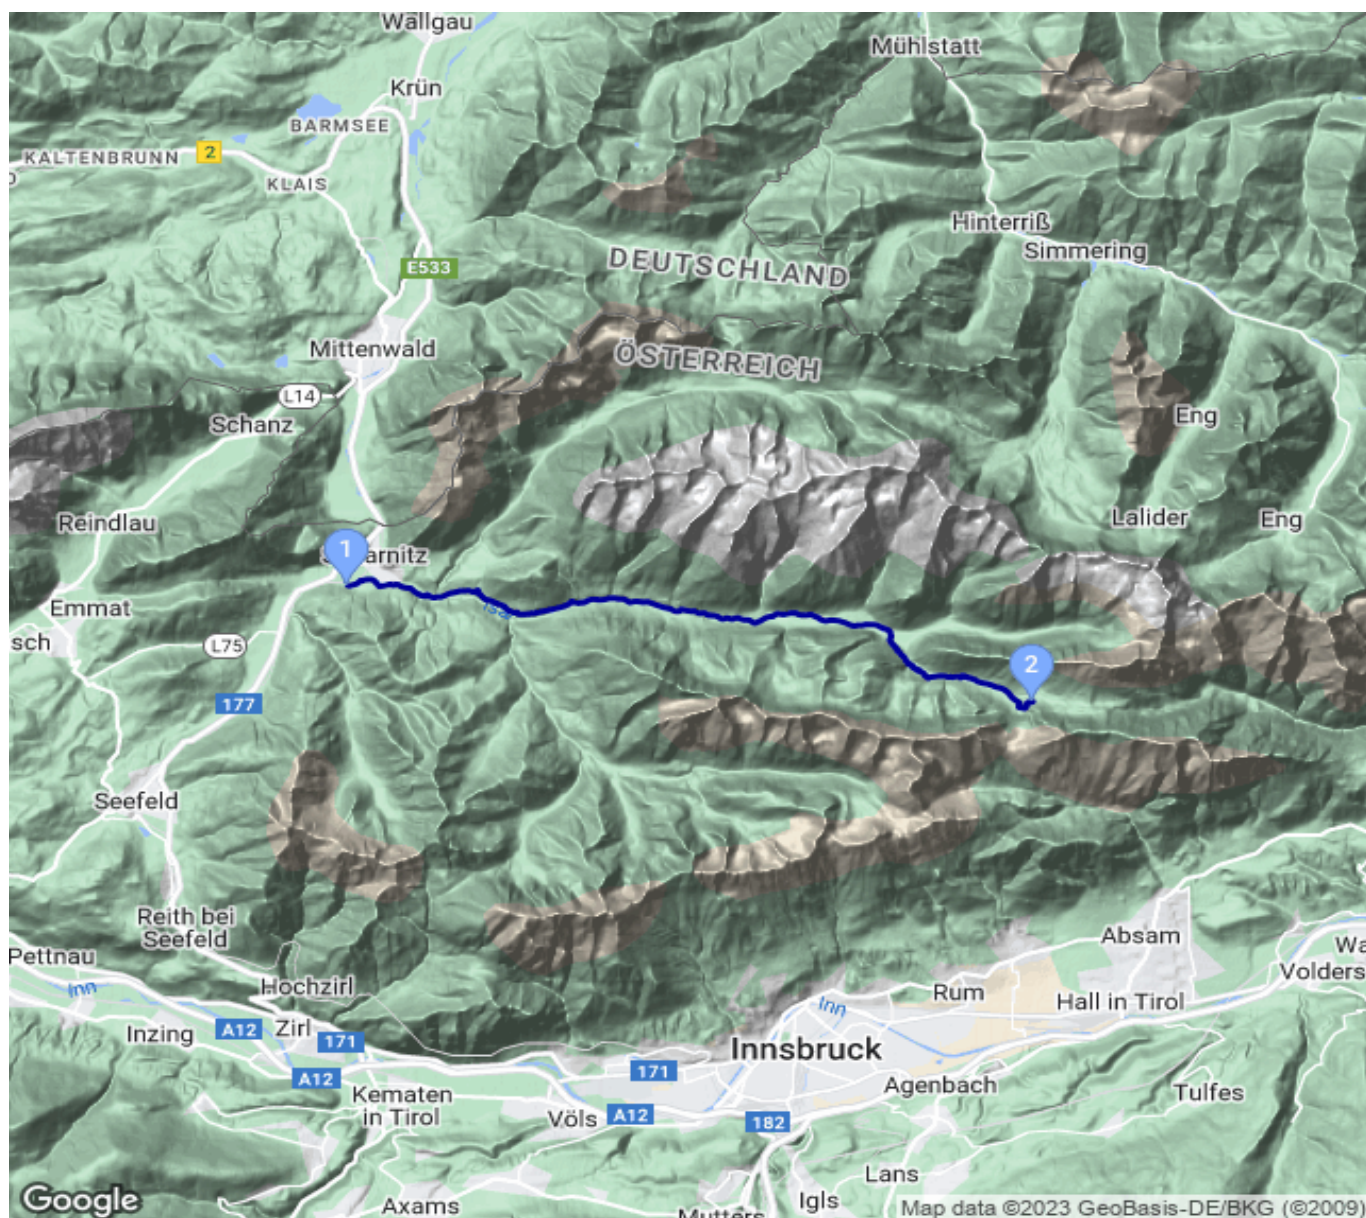 Wallgau
Mühlstatt
Krün
BARMSEE
KALTENBRUNN
2
KLAIS
Hinterriß
Simmering
E533
DEUTSCHLAND
Mittenwald
ÖSTERREICH
L14
Schanz
Eng
Reindlau
Lalider
Eng
1
arnitz
Emmat
sch
L75
Isar
2
177
Seefeld
Reith bei
Seefeld
Absam
Pettnau
Wa
Volders
Inn
Hochzirl
Rum
Hall in Tirol
Inn
Inzing
A12
Zirl
171
Innsbruck
A12
171
Kematen
in Tirol
Agenbach
Tulfes
Völs
A12
182
Lans
Axams
Igls
Mutters
Google
Map data ©2023 GeoBasis-DE/BKG (©2009)